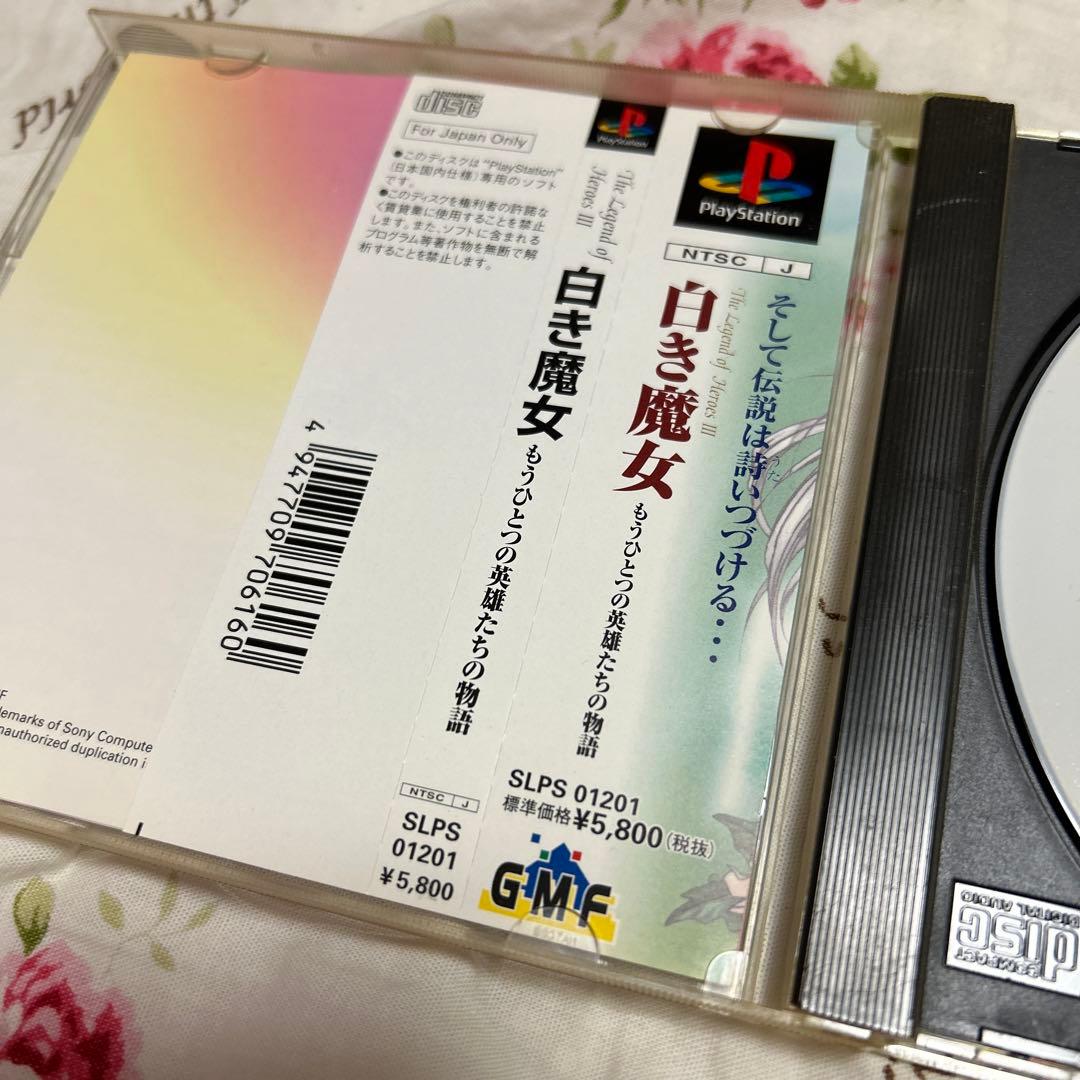 COMPACT
disc
For Japan Only
●このディスクは"PlayStation"
(日本国内仕様)専用のソフト
です。
●このディスクを権利者の許諾な
く賃貸業に使用することを禁止
します。また、ソフトに含まれる
プログラム等著作物を無断で解
析することを禁止します。
4 947709 706160
demarks of Sony Compute
nauthorized duplication i
PlayStation
The Legend of
Heroes III
白き魔女
もうひとつの英雄たちの物語
NTSC J
SLPS
01201
¥5,800
PlayStation
NTSC J
そして伝説は詩いつづける・・・
うた
The Legend of Heroes III
白き魔女
もうひとつの英雄たちの物語
SLPS 01201
標準価格¥5,800(税抜)
GMF
COMPACT
disc
DIGITAL AUDIO